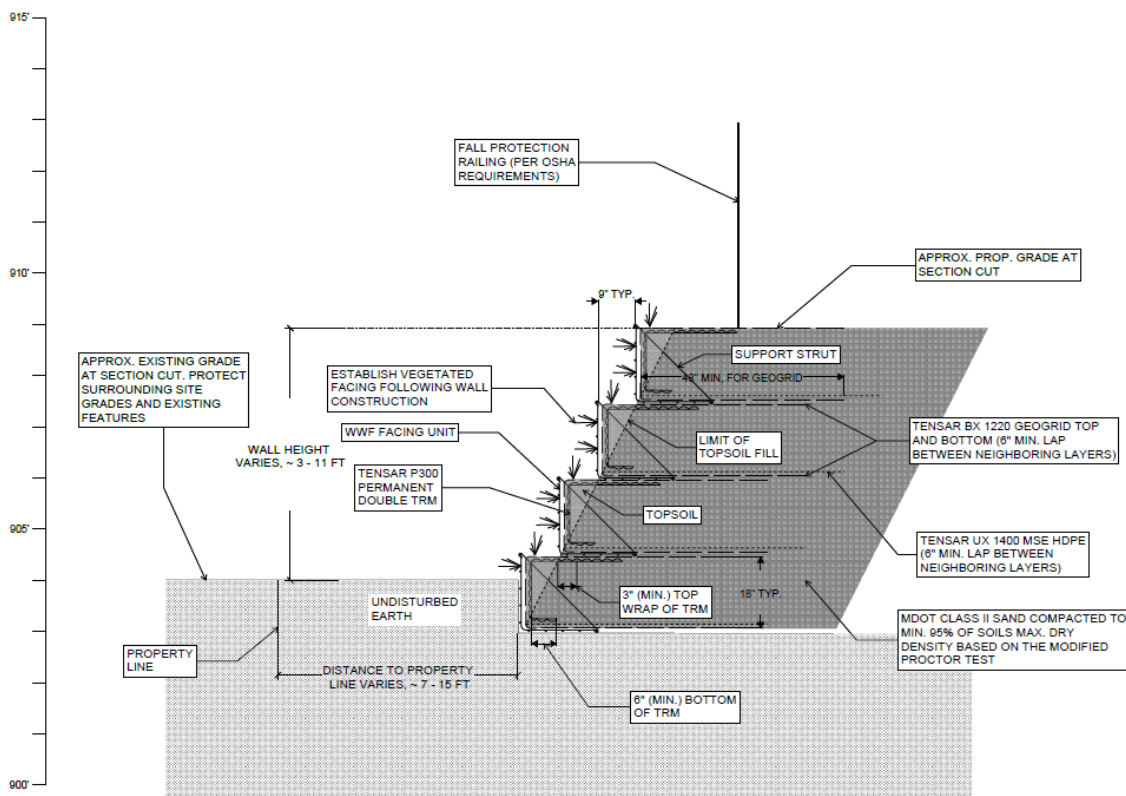 915'
FALL PROTECTION
RAILING (PER OSHA
REQUIREMENTS)
910'
APPROX. PROP. GRADE AT
SECTION CUT
9" TYP.
APPROX. EXISTING GRADE
AT SECTION CUT. PROTECT
SURROUNDING SITE
GRADES AND EXISTING
FEATURES
SUPPORT STRUT
48" MIN. FOR GEOGRID
ESTABLISH VEGETATED
FACING FOLLOWING WALL
CONSTRUCTION
WWF FACING UNIT
WALL HEIGHT
VARIES, ~ 3 - 11 FT
TENSAR P300
PERMANENT
DOUBLE TRM
LIMIT OF
TOPSOIL FILL
TENSAR BX 1220 GEOGRID TOP
AND BOTTOM (6" MIN. LAP
BETWEEN NEIGHBORING LAYERS)
TOPSOIL
905'
TENSAR UX 1400 MSE HDPE
(6" MIN. LAP BETWEEN
NEIGHBORING LAYERS)
UNDISTURBED
EARTH
3" (MIN.) TOP
WRAP OF TRM
18" TYP.
MDOT CLASS II SAND COMPACTED TO
MIN. 95% OF SOILS MAX. DRY
DENSITY BASED ON THE MODIFIED
PROCTOR TEST
PROPERTY
LINE
DISTANCE TO PROPERTY
LINE VARIES, ~ 7 - 15 FT
6" (MIN.) BOTTOM
OF TRM
900'